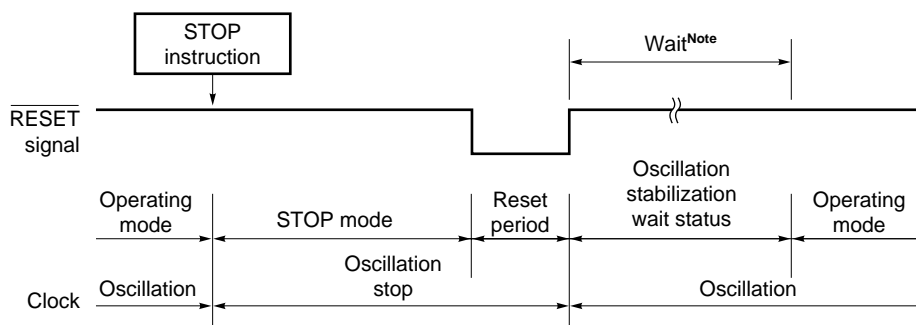 STOP
instruction
Wait Note
RESET
signal
Operating
mode
STOP mode
Reset
period
Oscillation
stabilization
wait status
Operating
mode
Clock
Oscillation
Oscillation
stop
Oscillation